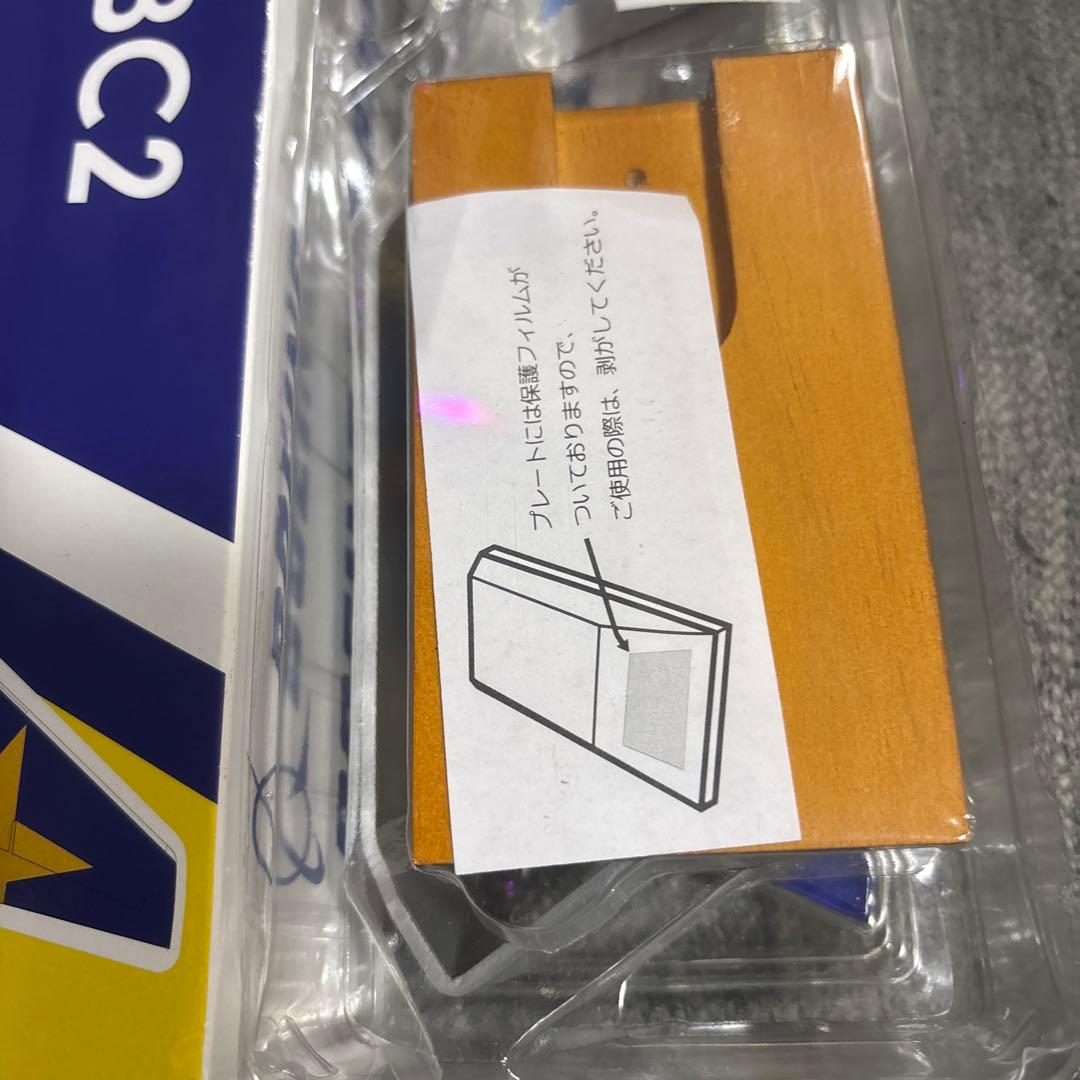 BC2
プレートには保護フィルムが
ついておりますので、
ご使用の際は、剥がしてください。